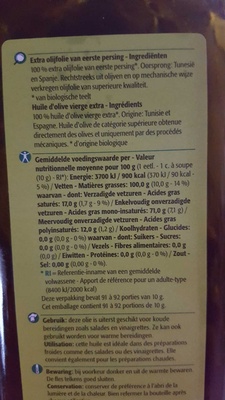 Extra olijfolie van eerste persing - Ingrediënten
100 % extra olijfolie van eerste persing*. Oorsprong: Tunesië
en Spanje. Rechtstreeks uit olijven en op mechanische wijze
verkregen olijfolie van superieure kwaliteit.
* van biologische teelt
Huile d'olive vierge extra - Ingrédients
100 % huile d'olive vierge extra*. Origine: Tunisie et
Espagne. Huile d'olive de catégorie supérieure obtenue
directement des olives et uniquement par des procédés
mécaniques. * d'origine biologique
Gemiddelde voedingswaarde per - Valeur
nutritionnelle moyenne pour 100 g (1 eetl. - 1 c. à soupe
(10 g) - RI*): Energie: 3700 kJ / 900 kcal (370 kJ / 90 kcal -
5 %) / Vetten - Matières grasses: 100,0 g (10,0 g - 14 %)
waarvan - dont: Verzadigde vetzuren - Acides gras
saturés: 17,0 g (1,7 g - 9 %) / Enkelvoudig onverzadigde
vetzuren - Acides gras mono-insaturés: 71,0 g (7,1 g) /
Meervoudig onverzadigde vetzuren - Acides gras
polyinsaturés: 12,0 g (1,2 g) / Koolhydraten - Glucides:
0,0 g (0,0 g - 0 %) waarvan - dont: Suikers - Sucres:
0,0 g (0,0 g - 0 %) / Vezels - Fibres alimentaires: 0,0 g
(0,0 g) / Eiwitten - Protéines: 0,0 g (0,0 g - 0 %) / Zout -
Sel: 0,00 g (0,00 g - 0 %).
* RI = Referentie-inname van een gemiddelde
volwassene - Apport de référence pour un adulte-type
(8400 kJ/2000 kcal)
Deze verpakking bevat 91 à 92 portions van 10 g.
Cet emballage contient 91 à 92 portions de 10 g.
Gebruik: deze olie is uiterst geschikt voor koude
bereidingen zoals salades en vinaigrettes. Ze kan ook
gebruikt worden voor warme bereidingen.
Utilisation: cette huile est idéale dans des préparations
froides comme des salades ou des vinaigrettes. Elle
convient également pour les préparations chaudes.
Bewaring: bij voorkeur donker en uit de warmte bewaren.
De fles telkens goed sluiten.
Conservation: conserver de préférence à l'abri de la
lumière et de la chaleur. Bien refermer la bouteille après